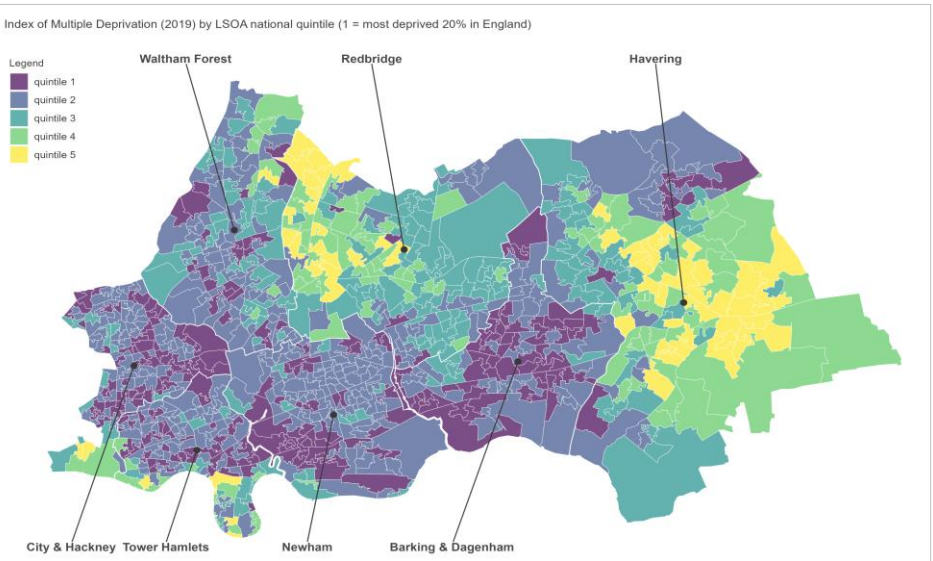 Index of Multiple Deprivation (2019) by LSOA national quintile (1 = most deprived 20% in England)
Waltham Forest
Redbridge
Havering
Legend
quintile 1
quintile 2
quintile 3
quintile 4
quintile 5
City & Hackney
Tower Hamlets
Newham
Barking & Dagenham